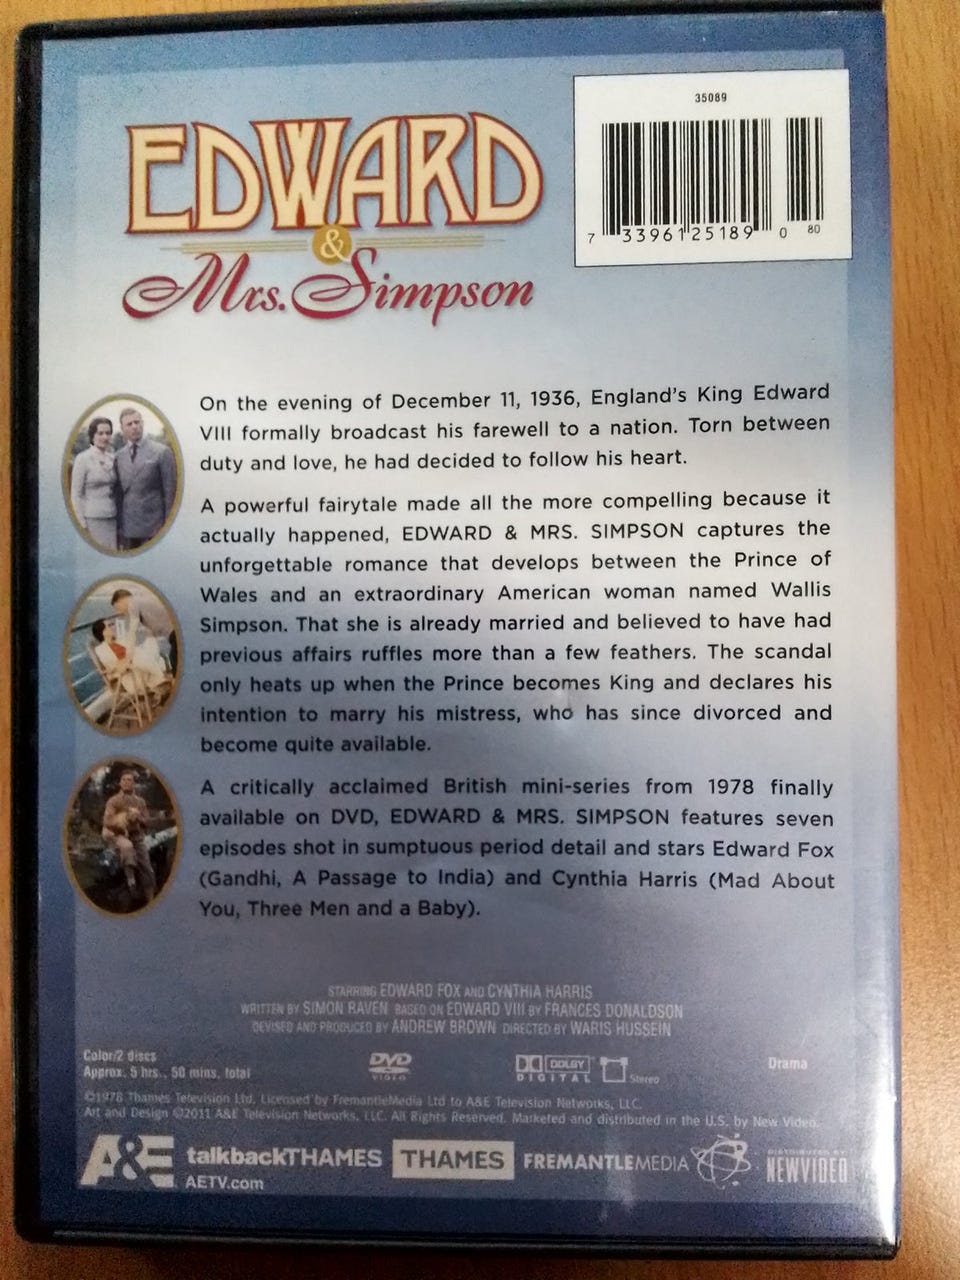 35089
7 33961 25189 0 80
EDWARD
&
Mrs. Simpson
On the evening of December 11, 1936, England's King Edward
VIII formally broadcast his farewell to a nation. Torn between
duty and love, he had decided to follow his heart.
A powerful fairytale made all the more compelling because it
actually happened, EDWARD & MRS. SIMPSON captures the
unforgettable romance that develops between the Prince of
Wales and an extraordinary American woman named Wallis
Simpson. That she is already married and believed to have had
previous affairs ruffles more than a few feathers. The scandal
only heats up when the Prince becomes King and declares his
intention to marry his mistress, who has since divorced and
become quite available.
A critically acclaimed British mini-series from 1978 finally
available on DVD, EDWARD & MRS. SIMPSON features seven
episodes shot in sumptuous period detail and stars Edward Fox
(Gandhi, A Passage to India) and Cynthia Harris (Mad About
You, Three Men and a Baby).
STARRING EDWARD FOX AND CYNTHIA HARRIS
WRITTEN BY SIMON RAVEN BASED ON EDWARD VIII BY FRANCES DONALDSON
DEVISED AND PRODUCED BY ANDREW BROWN DIRECTED BY WARIS HUSSEIN
Color/2 discs
Approx. 5 hrs., 50 mins. total
DVD
VIDEO
DOLBY
DIGITAL
Stereo
Drama
©1978 Thames Television Ltd. Licensed by FremantleMedia Ltd to A&E Television Networks, LLC.
Art and Design ©2011 A&E Television Networks, LLC. All Rights Reserved. Marketed and distributed in the U.S. by New Video.
A&E
talkbackTHAMES
AETV.com
THAMES
FREMANTLEMEDIA
DISTRIBUTED BY
NEWVIDEO